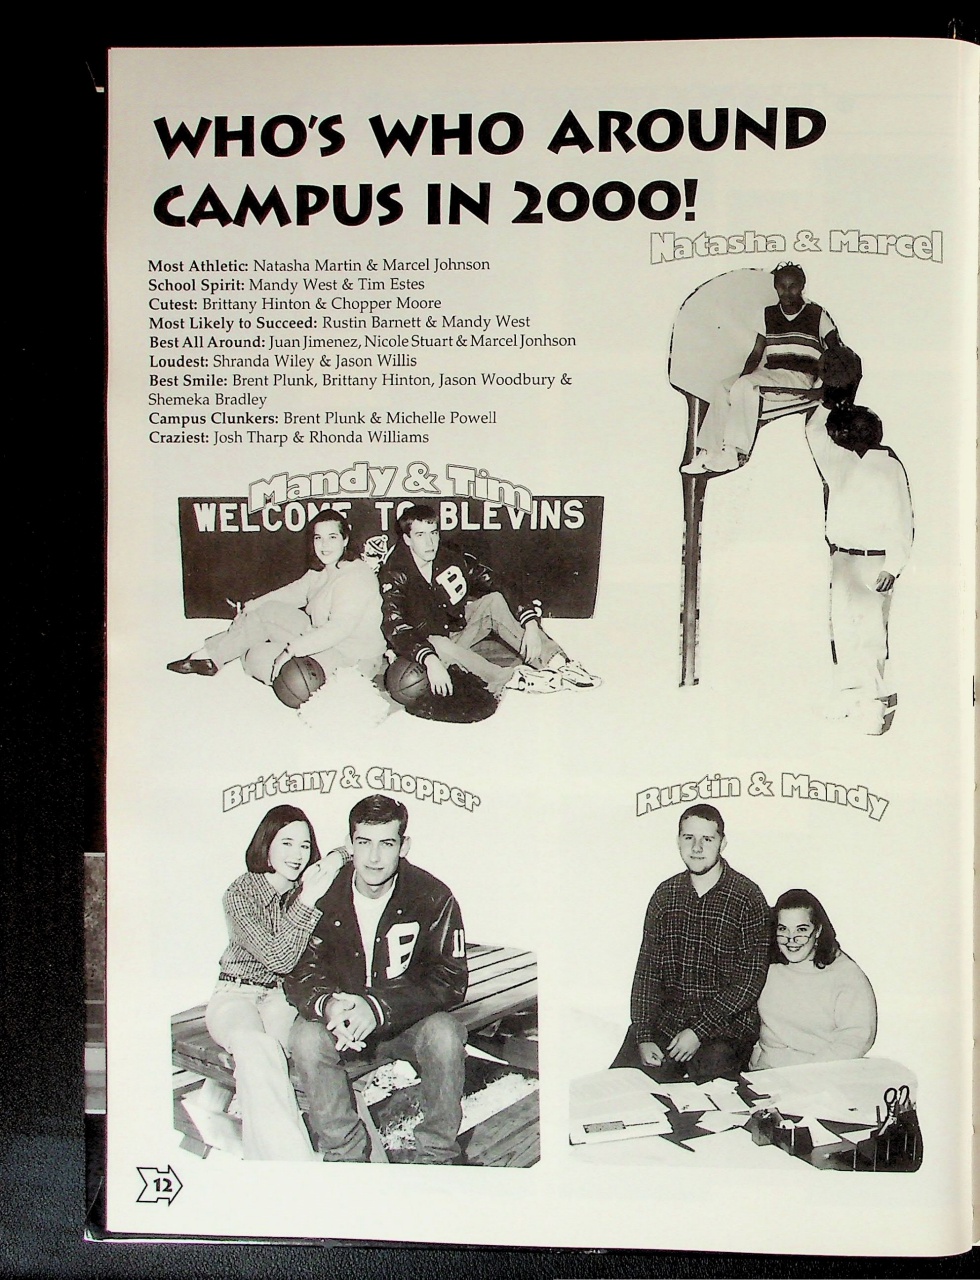 WHO'S WHO AROUND
CAMPUS IN 2000!
Natasha & Marcel
Most Athletic: Natasha Martin & Marcel Johnson
School Spirit: Mandy West & Tim Estes
Cutest: Brittany Hinton & Chopper Moore
Most Likely to Succeed: Rustin Barnett & Mandy West
Best All Around: Juan Jimenez, Nicole Stuart & Marcel Jonhson
Loudest: Shranda Wiley & Jason Willis
Best Smile: Brent Plunk, Brittany Hinton, Jason Woodbury &
Shemeka Bradley
Campus Clunkers: Brent Plunk & Michelle Powell
Craziest: Josh Tharp & Rhonda Williams
Mandy & Tim
WELCOME TO BLEVINS
B
Brittany & Chopper
Rustin & Mandy
B
11
12